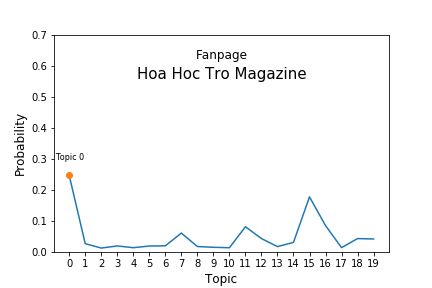 Fanpage
Hoa Hoc Tro Magazine
0.7
0.6
0.5
0.4
0.3
0.2
0.1
0.0
Probability
Topic 0
0 1 2 3 4 5 6 7 8 9 10 11 12 13 14 15 16 17 18 19
Topic